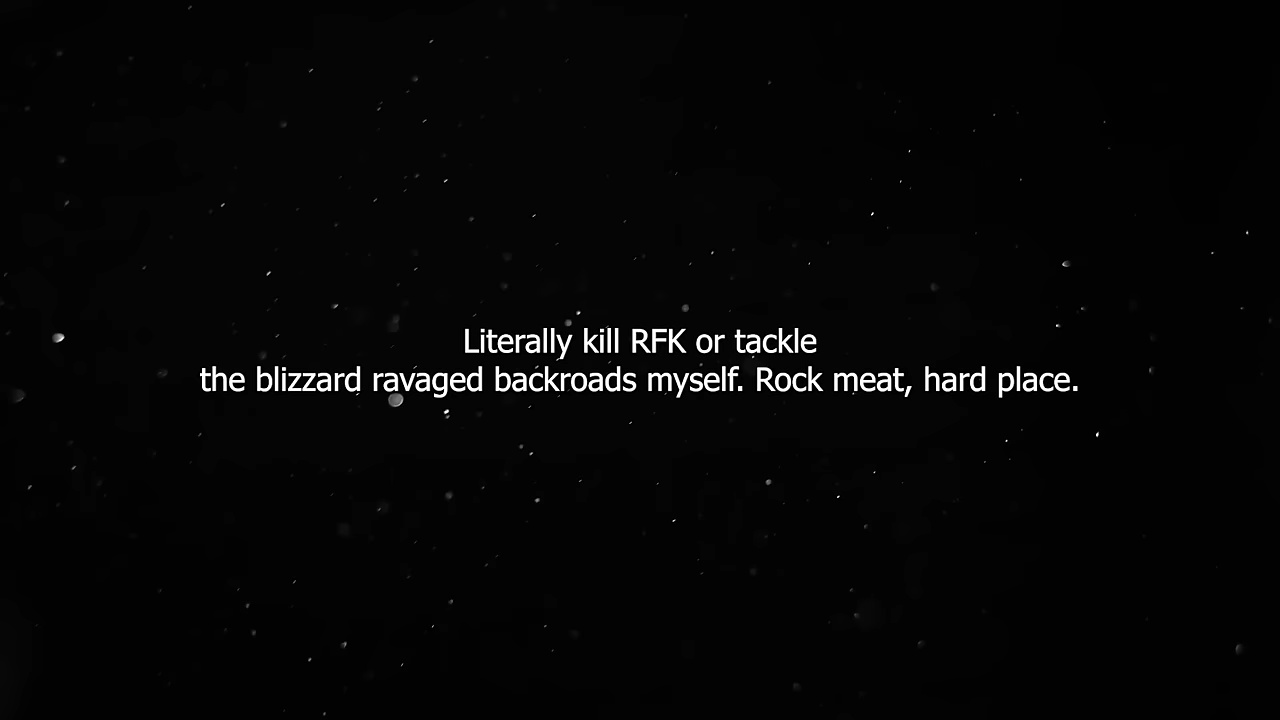 Literally kill RFK or tackle
the blizzard ravaged backroads myself. Rock meat, hard place.